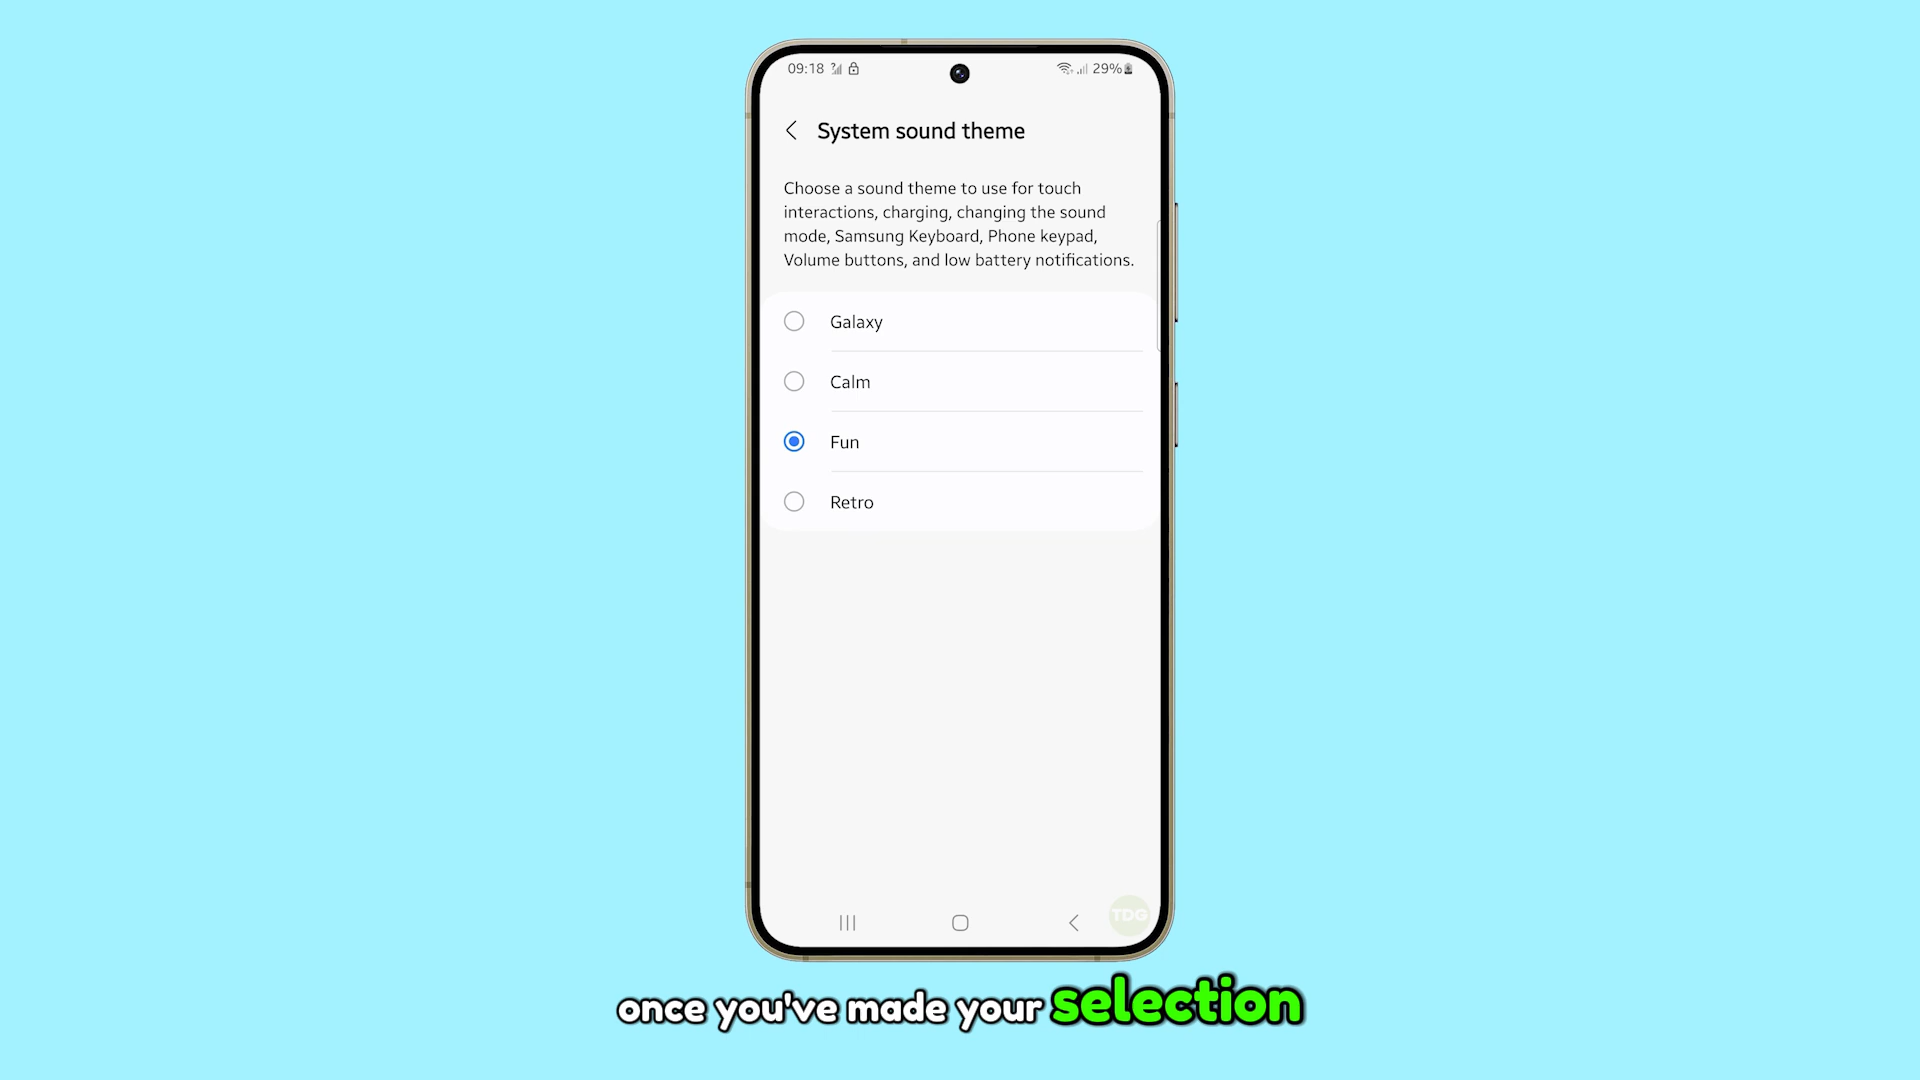 09:18
29%
System sound theme
Choose a sound theme to use for touch
interactions, charging, changing the sound
mode, Samsung Keyboard, Phone keypad,
Volume buttons, and low battery notifications.
Galaxy
Calm
Fun
Retro
TDG
once you've made your selection